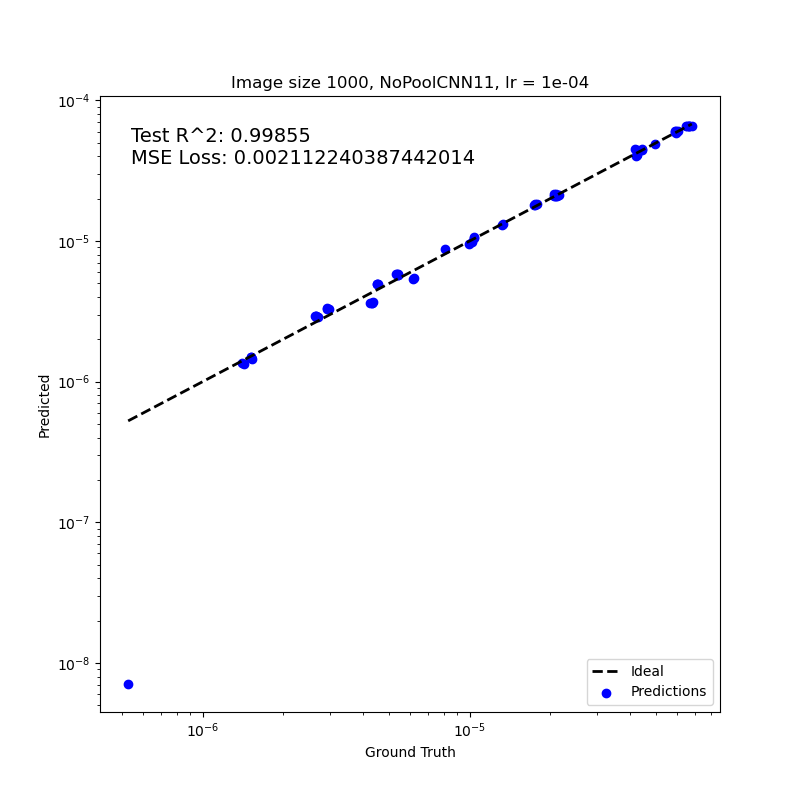 Image size 1000, NoPoolCNN11, lr = 1e-04
Test R^2: 0.99855
MSE Loss: 0.002112240387442014
10⁻⁴
10⁻⁵
10⁻⁶
10⁻⁷
10⁻⁸
Predicted
Ideal
Predictions
10⁻⁶
10⁻⁵
Ground Truth